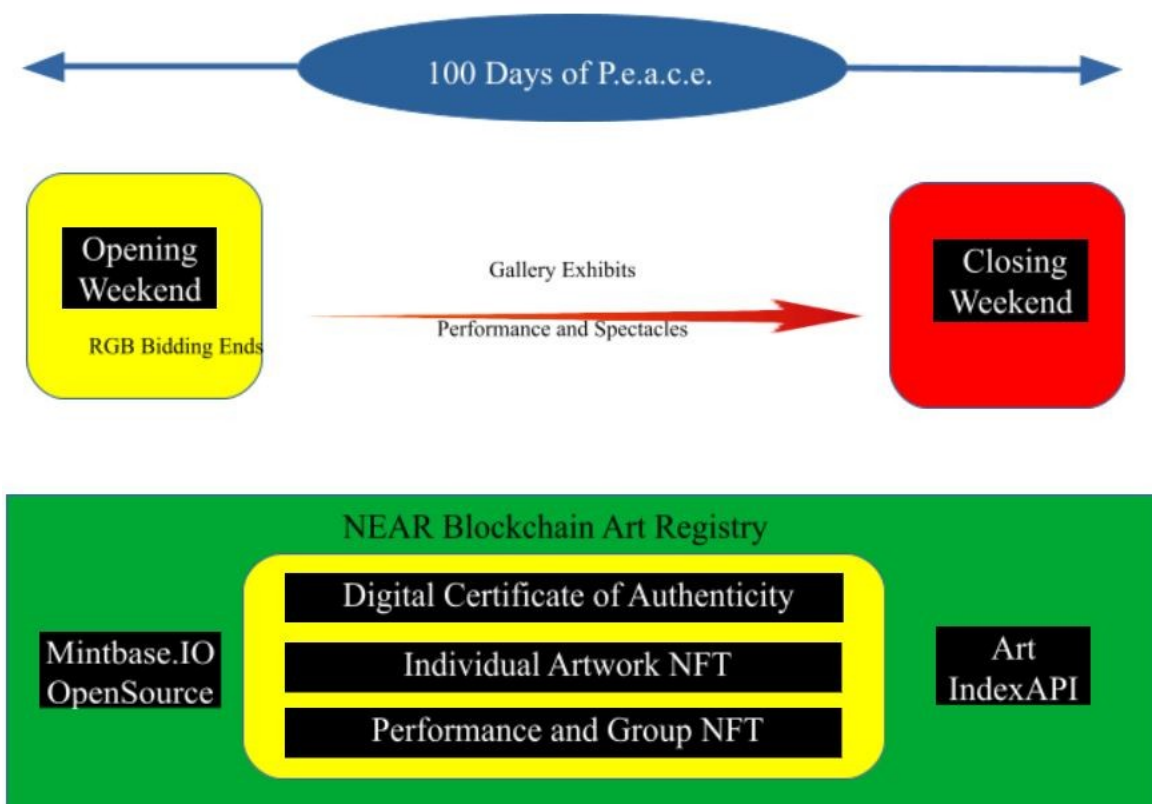 100 Days of P.e.a.c.e.
Opening
Weekend
RGB Bidding Ends
Gallery Exhibits
Performance and Spectacles
Closing
Weekend
NEAR Blockchain Art Registry
Mintbase.IO
OpenSource
Digital Certificate of Authenticity
Individual Artwork NFT
Performance and Group NFT
Art
IndexAPI